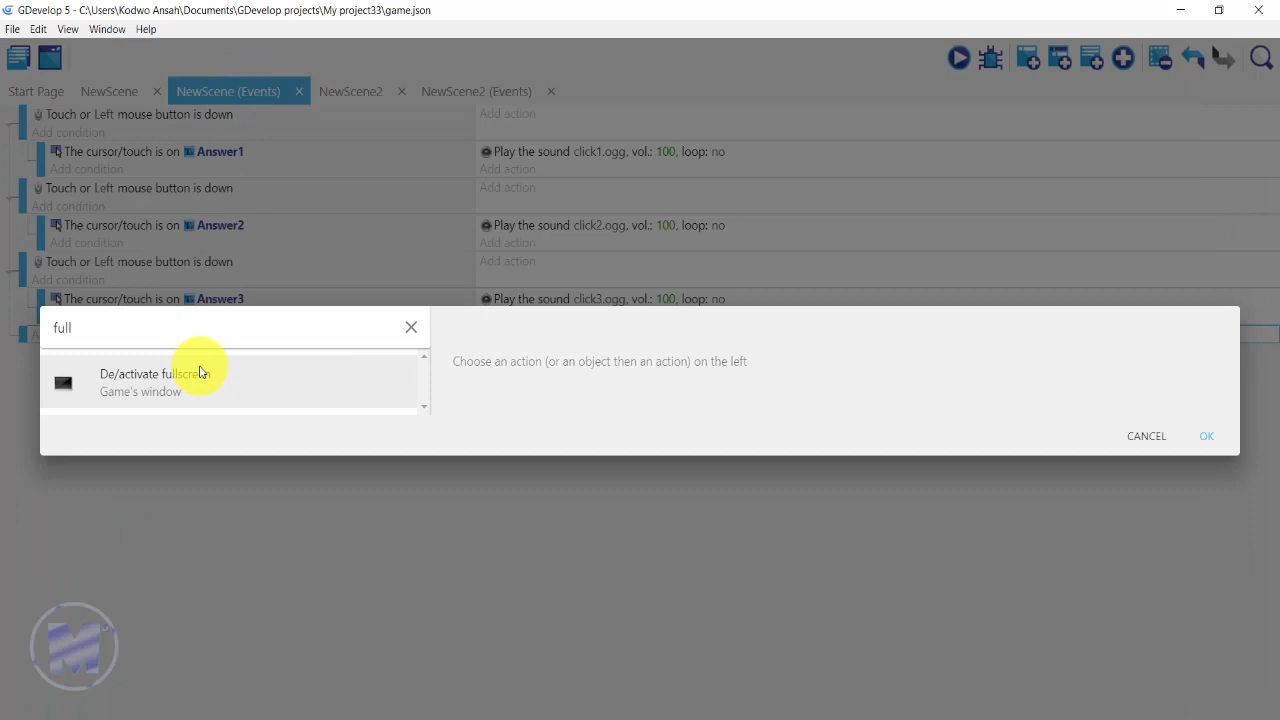 GDevelop 5 - C:\Users\Kodwo Ansah\Documents\GDevelop projects\My project33\game.json
File Edit View Window Help
Start Page NewScene NewScene (Events) NewScene2 NewScene2 (Events)
Touch or Left mouse button is down Add action
Add condition
The cursor/touch is on Answer1 Play the sound click1.ogg, vol.: 100, loop: no
Add condition Add action
Touch or Left mouse button is down Add action
Add condition
The cursor/touch is on Answer2 Play the sound click2.ogg, vol.: 100, loop: no
Add condition Add action
Touch or Left mouse button is down Add action
Add condition
The cursor/touch is on Answer3 Play the sound click3.ogg, vol.: 100, loop: no
full
De/activate fullscreen
Game's window
Choose an action (or an object then an action) on the left
CANCEL OK
M